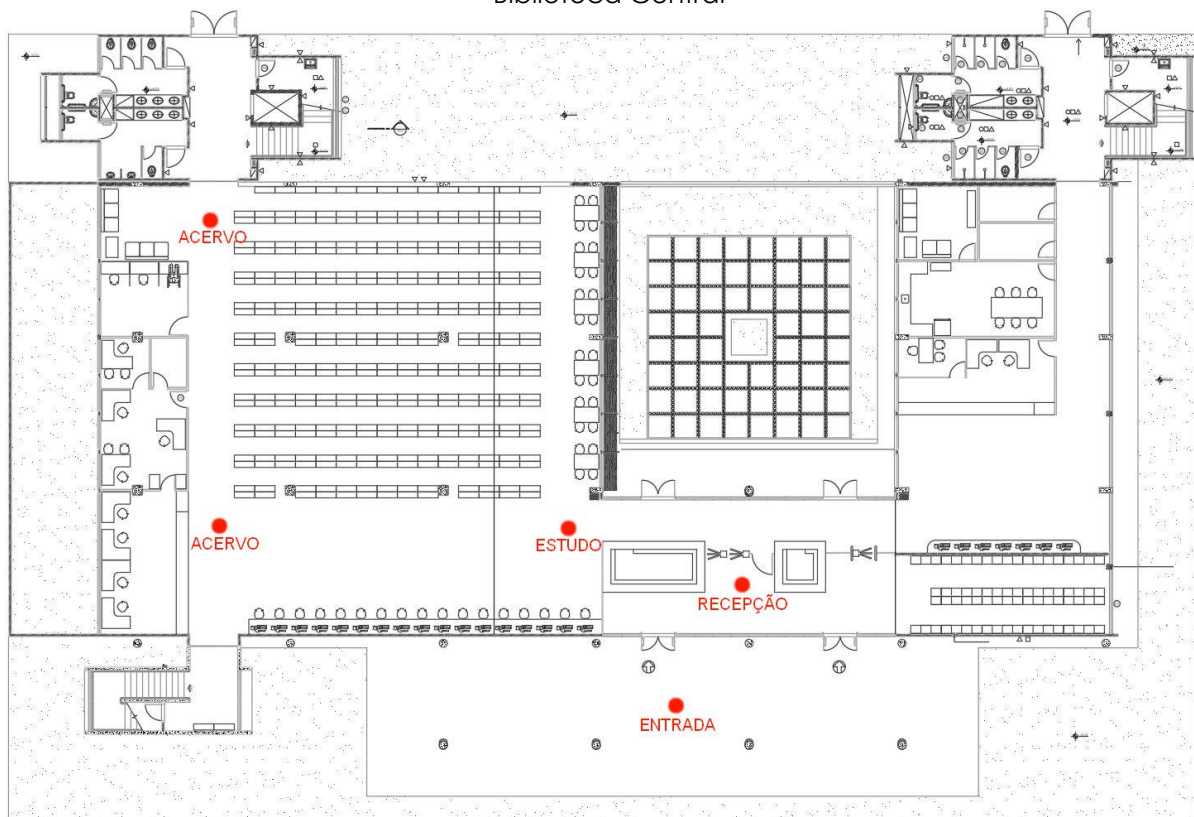 Biblioteca Central
ACERVO
ACERVO
ESTUDO
RECEPÇÃO
ENTRADA